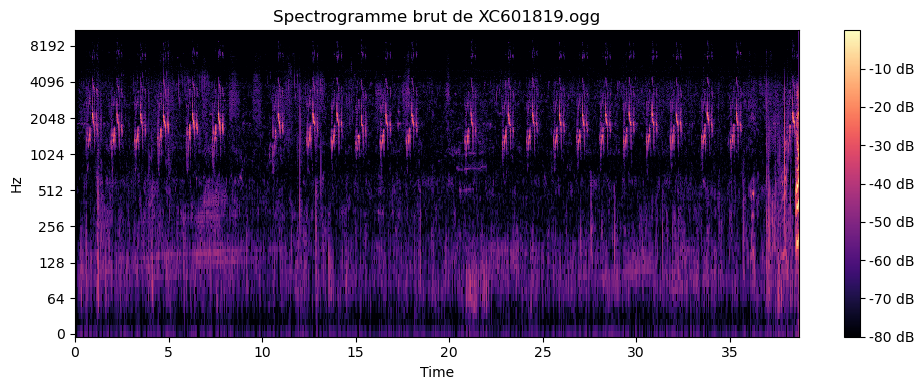 Spectrogramme brut de XC601819.ogg
8192
4096
2048
1024
512
256
128
64
0
Hz
0 5 10 15 20 25 30 35
Time
-10 dB
-20 dB
-30 dB
-40 dB
-50 dB
-60 dB
-70 dB
-80 dB